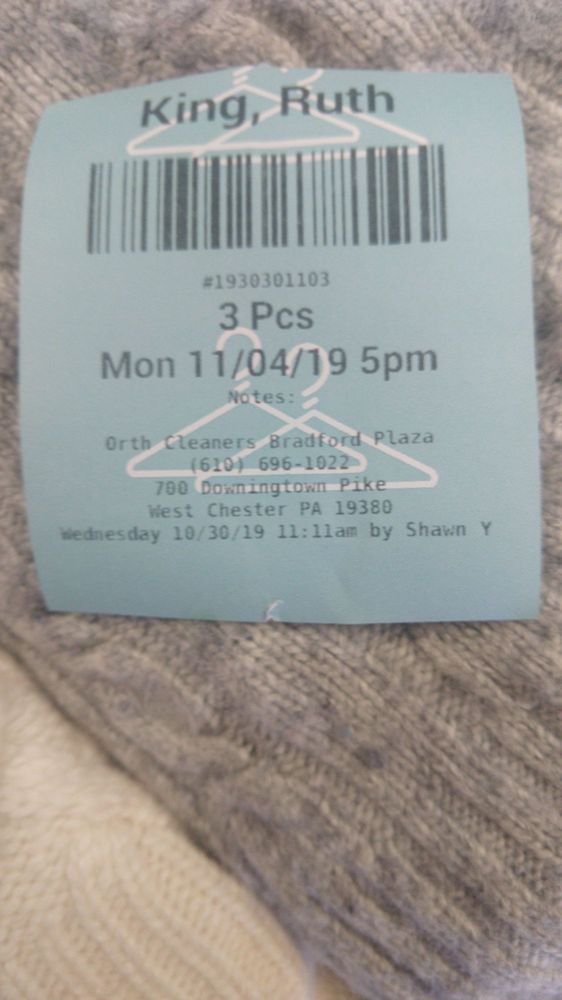 King, Ruth
#1930301103
3 Pcs
Mon 11/04/19 5pm
Notes:
Orth Cleaners Bradford Plaza
(610) 696-1022
700 Downingtown Pike
West Chester PA 19380
Wednesday 10/30/19 11:11am by Shawn Y